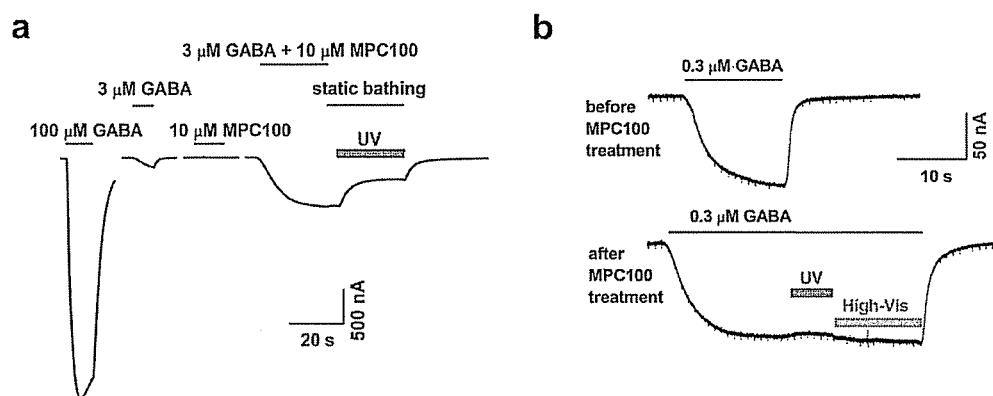 a
3 µM GABA + 10 µM MPC100
3 µM GABA
static bathing
100 µM GABA
10 µM MPC100
UV
20 s
500 nA
b
0.3 µM·GABA
before
MPC100
treatment
50 nA
10 s
0.3 µM GABA
after
MPC100
treatment
UV
High-Vis